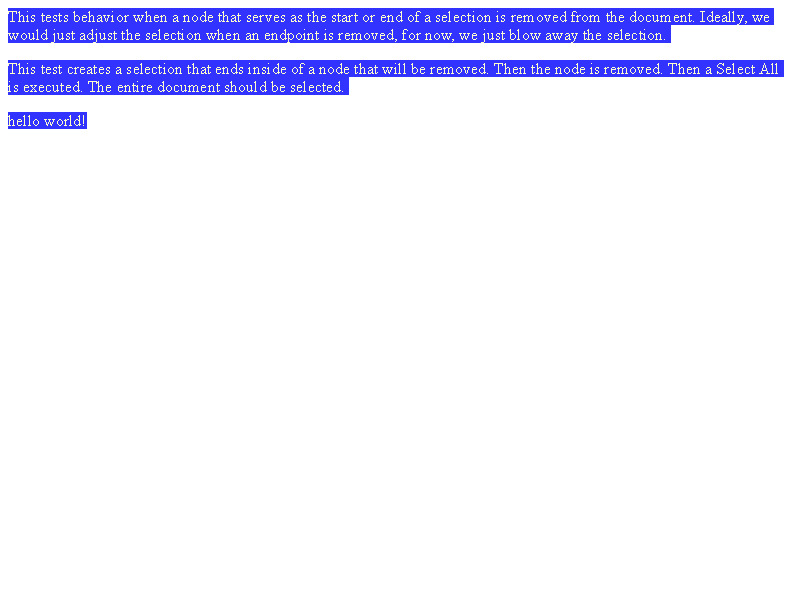 This tests behavior when a node that serves as the start or end of a selection is removed from the document. Ideally, we
would just adjust the selection when an endpoint is removed, for now, we just blow away the selection.
This test creates a selection that ends inside of a node that will be removed. Then the node is removed. Then a Select All
is executed. The entire document should be selected.
hello world!